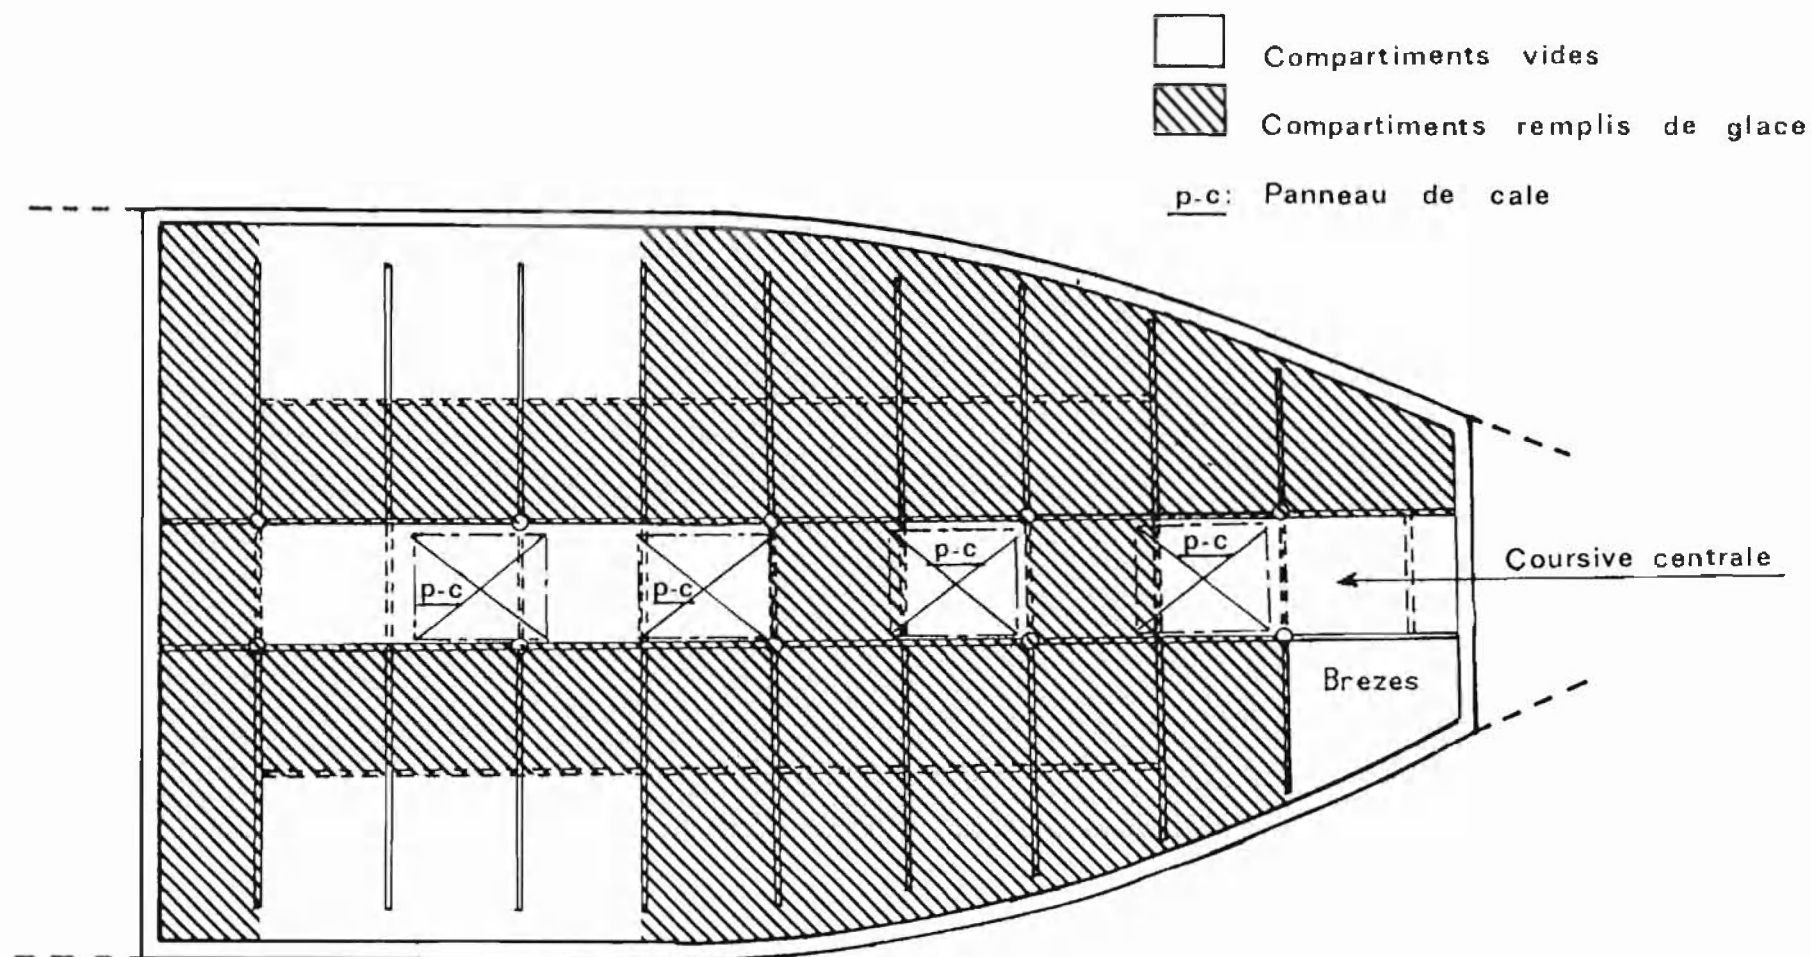 Compartiments vides
Compartiments remplis de glace
p-c: Panneau de cale
p-c
p-c
p-c
p-c
Coursive centrale
Brezes